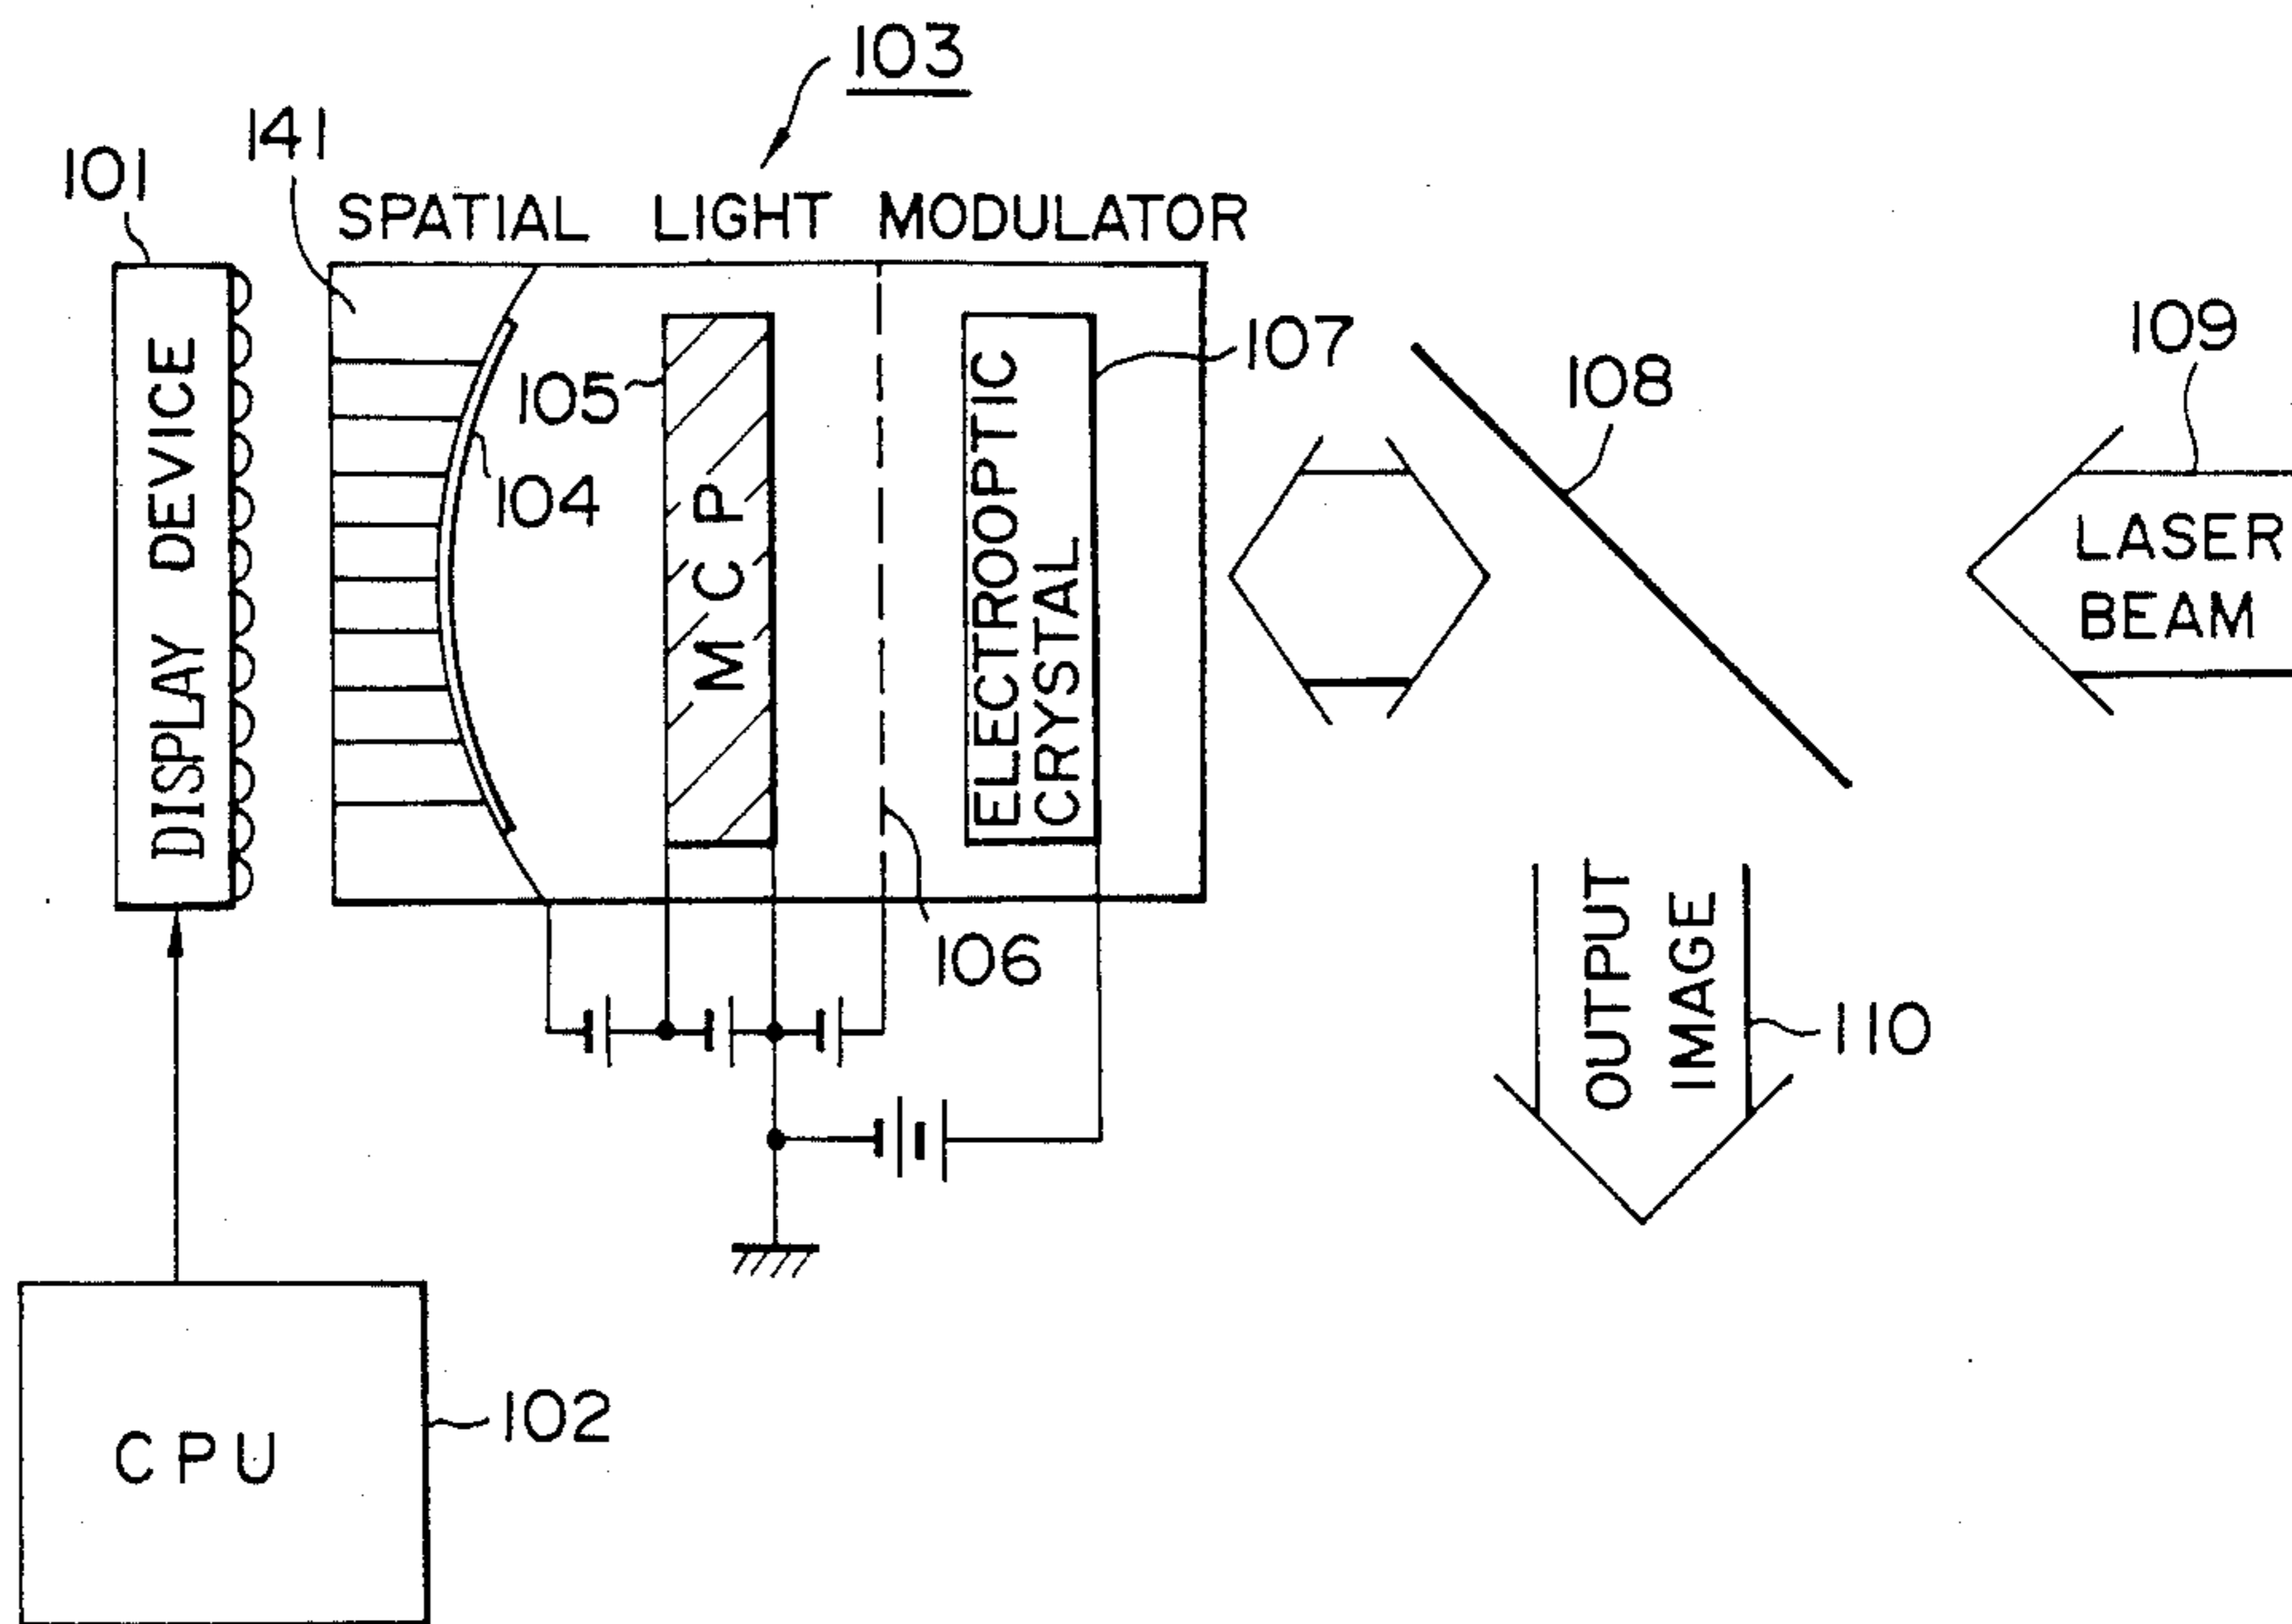 103
141
101
SPATIAL LIGHT MODULATOR
DISPLAY DEVICE
105
104
MCP
ELECTROOPTIC
CRYSTAL
107
108
109
LASER
BEAM
106
OUTPUT
IMAGE
110
CPU
102